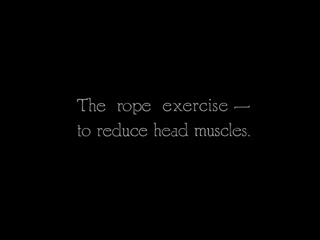 The rope exercise —
to reduce head muscles.